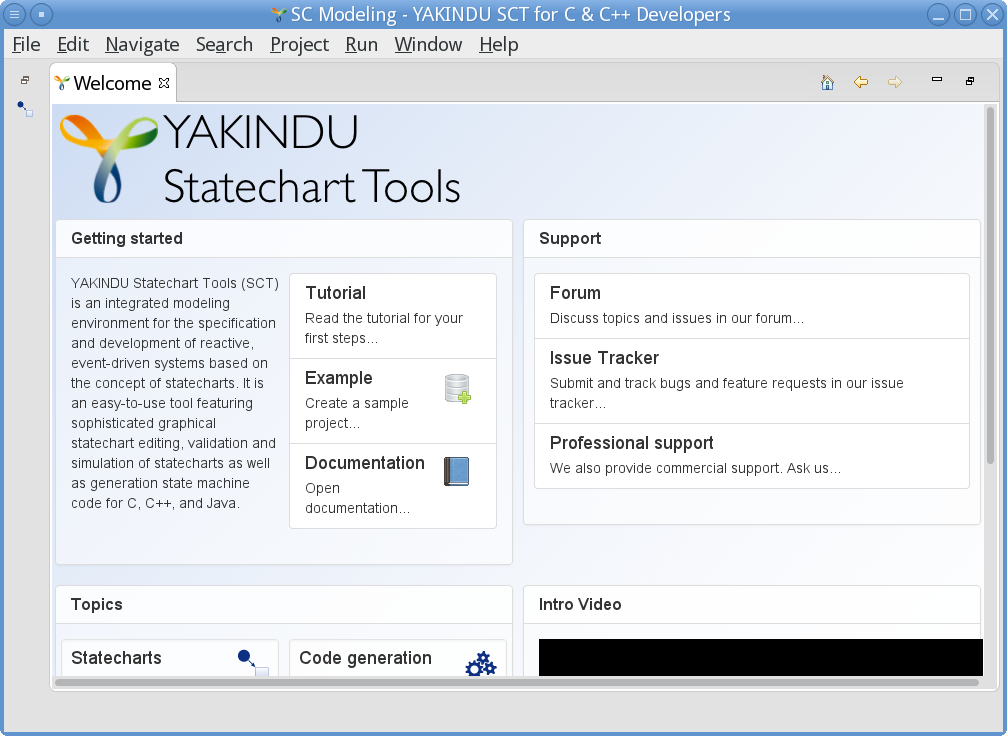 SC Modeling - YAKINDU SCT for C & C++ Developers
File Edit Navigate Search Project Run Window Help
Welcome
YAKINDU
Statechart Tools
Getting started
YAKINDU Statechart Tools (SCT)
is an integrated modeling
environment for the specification
and development of reactive,
event-driven systems based on
the concept of statecharts. It is
an easy-to-use tool featuring
sophisticated graphical
statechart editing, validation and
simulation of statecharts as well
as generation state machine
code for C, C++, and Java.
Tutorial
Read the tutorial for your
first steps...
Example
Create a sample
project...
Documentation
Open
documentation...
Support
Forum
Discuss topics and issues in our forum...
Issue Tracker
Submit and track bugs and feature requests in our issue
tracker...
Professional support
We also provide commercial support. Ask us...
Topics
Statecharts
Code generation
Intro Video